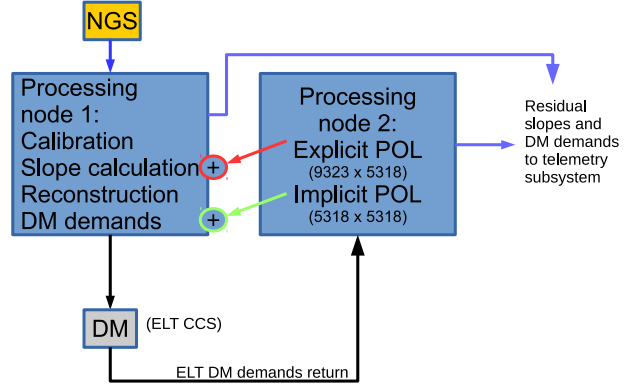 NGS
Processing
node 1:
Calibration
Slope calculation
Reconstruction
DM demands
+
+
Processing
node 2:
Explicit POL
(9323 x 5318)
Implicit POL
(5318 x 5318)
Residual
slopes and
DM demands
to telemetry
subsystem
DM
(ELT CCS)
ELT DM demands return